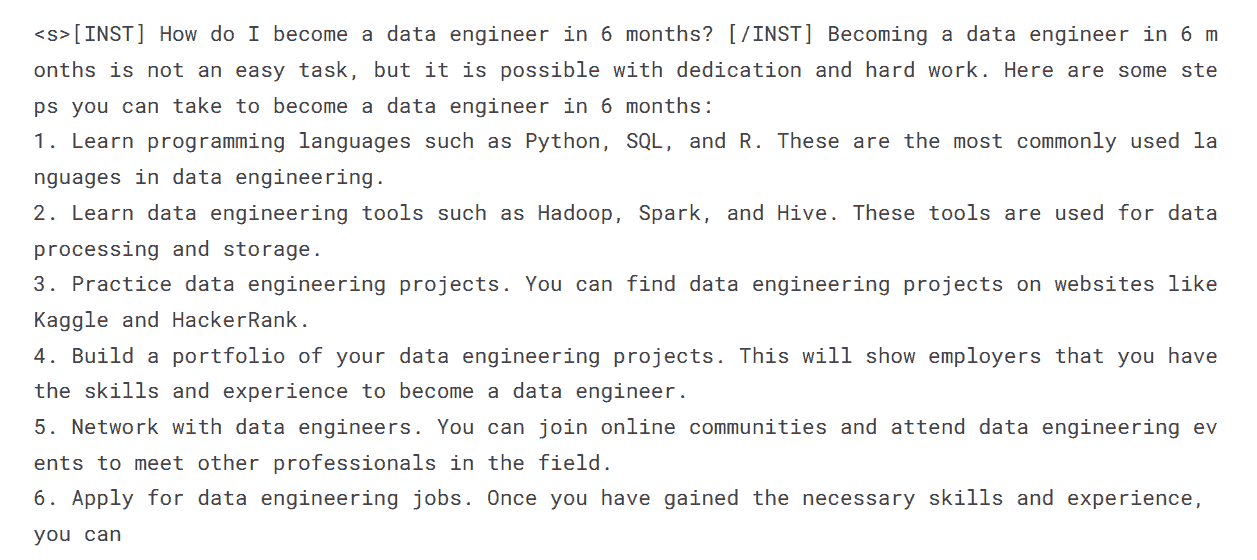 <s>[INST] How do I become a data engineer in 6 months? [/INST] Becoming a data engineer in 6 m
onths is not an easy task, but it is possible with dedication and hard work. Here are some ste
ps you can take to become a data engineer in 6 months:
1. Learn programming languages such as Python, SQL, and R. These are the most commonly used la
nguages in data engineering.
2. Learn data engineering tools such as Hadoop, Spark, and Hive. These tools are used for data
processing and storage.
3. Practice data engineering projects. You can find data engineering projects on websites like
Kaggle and HackerRank.
4. Build a portfolio of your data engineering projects. This will show employers that you have
the skills and experience to become a data engineer.
5. Network with data engineers. You can join online communities and attend data engineering ev
ents to meet other professionals in the field.
6. Apply for data engineering jobs. Once you have gained the necessary skills and experience,
you can